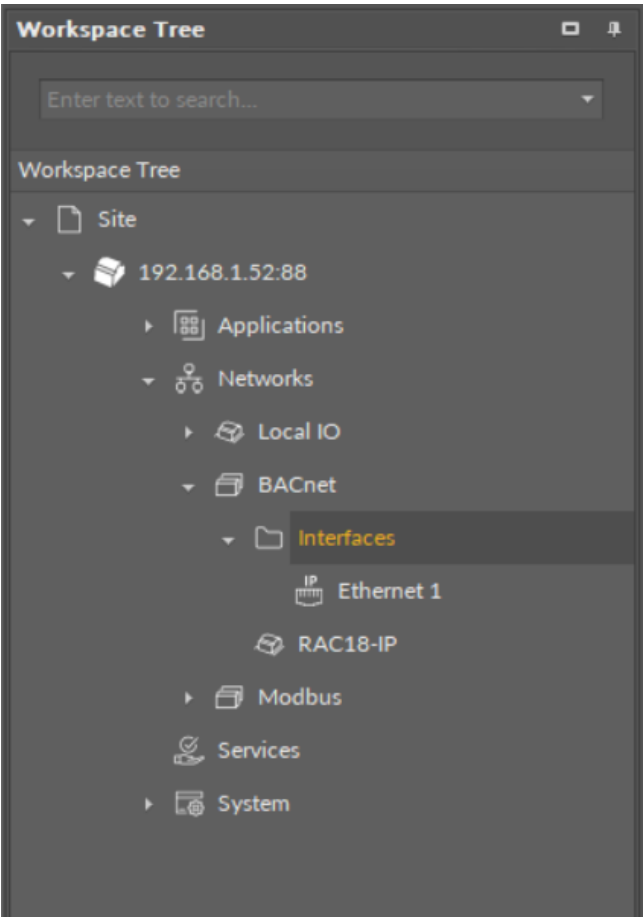 Workspace Tree
Enter text to search...
Workspace Tree
Site
192.168.1.52:88
Applications
Networks
Local IO
BACnet
Interfaces
IP
Ethernet 1
RAC18-IP
Modbus
Services
System